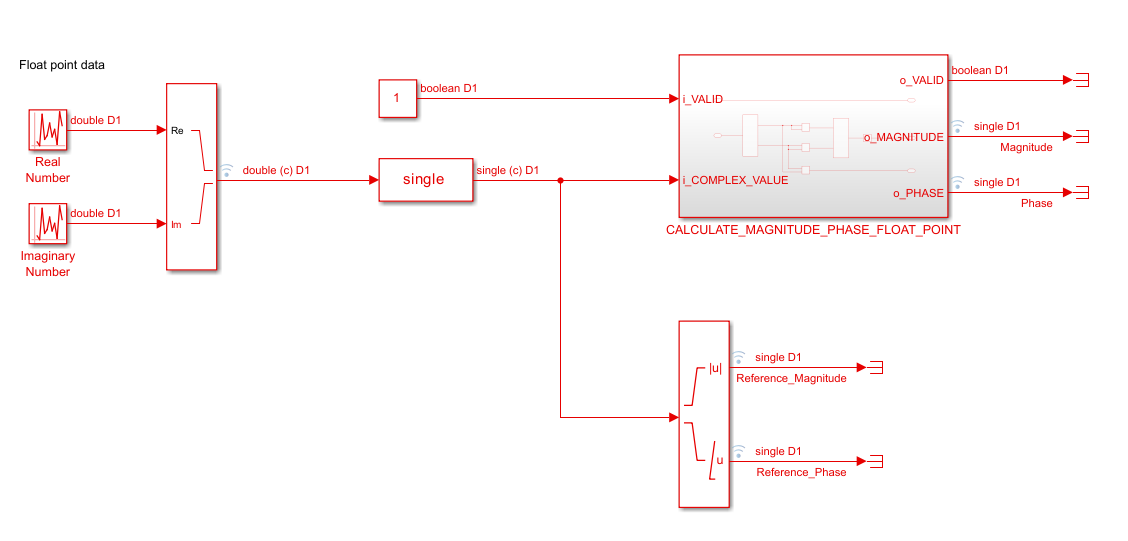 Float point data
double D1
Real
Number
double D1
Imaginary
Number
Re
Im
double (c) D1
1
boolean D1
single
single (c) D1
i_VALID
i_COMPLEX_VALUE
o_VALID
o_MAGNITUDE
o_PHASE
CALCULATE_MAGNITUDE_PHASE_FLOAT_POINT
boolean D1
single D1
Magnitude
single D1
Phase
|u|
u
single D1
Reference_Magnitude
single D1
Reference_Phase